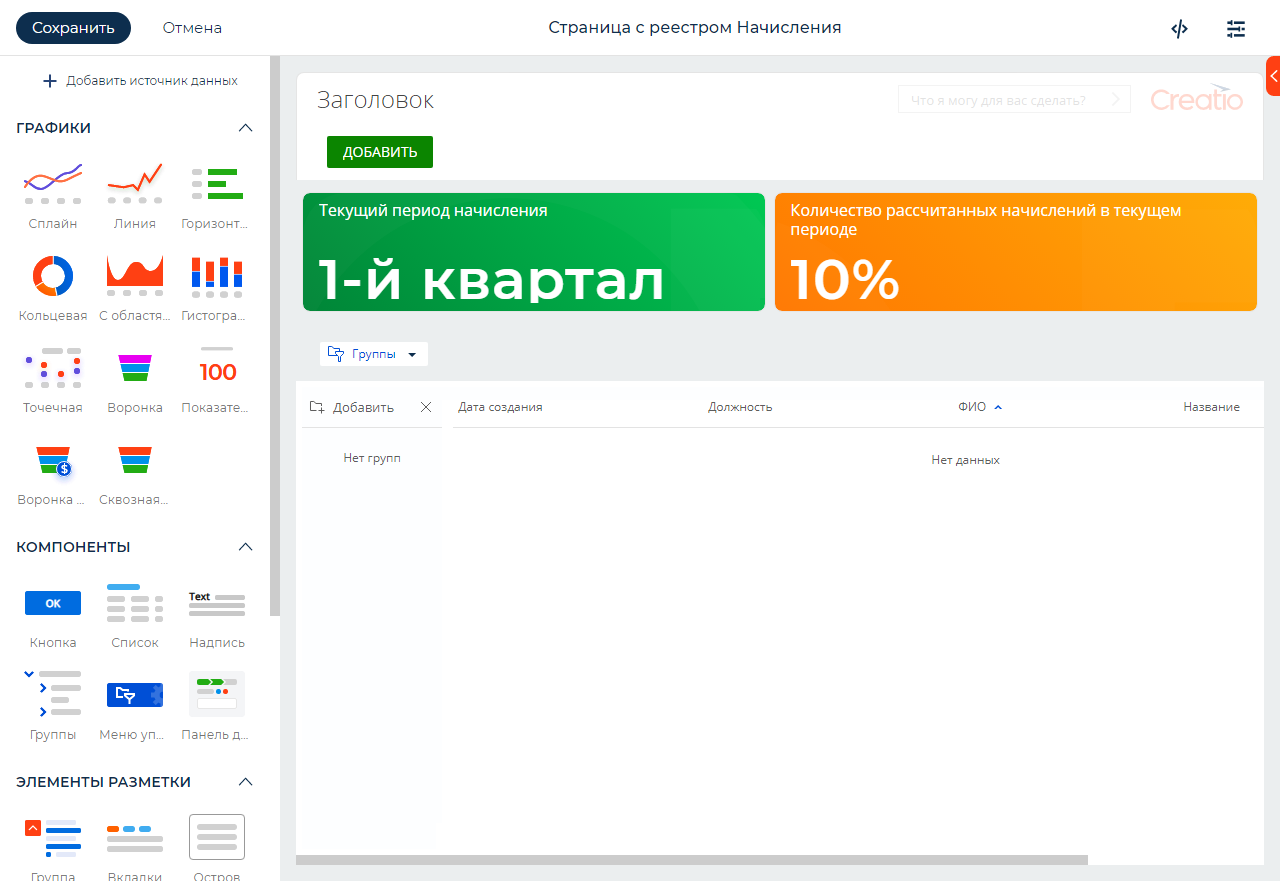 Сохранить
Отмена
Страница с реестром Начисления
Добавить источник данных
ГРАФИКИ
Сплайн
Линия
Горизонт...
Кольцевая
С областя...
Гистогра...
Точечная
Воронка
100
Показате...
$
Воронка ...
Сквозная...
КОМПОНЕНТЫ
OK
Кнопка
Список
Text
Надпись
Группы
Меню уп...
Панель д...
ЭЛЕМЕНТЫ РАЗМЕТКИ
Группа
Вкладки
Остров
Заголовок
Что я могу для вас сделать?
Creatio
ДОБАВИТЬ
Текущий период начисления
1-й квартал
Количество рассчитанных начислений в текущем
периоде
10%
Группы
Добавить
Нет групп
Дата создания
Должность
ФИО
Название
Нет данных